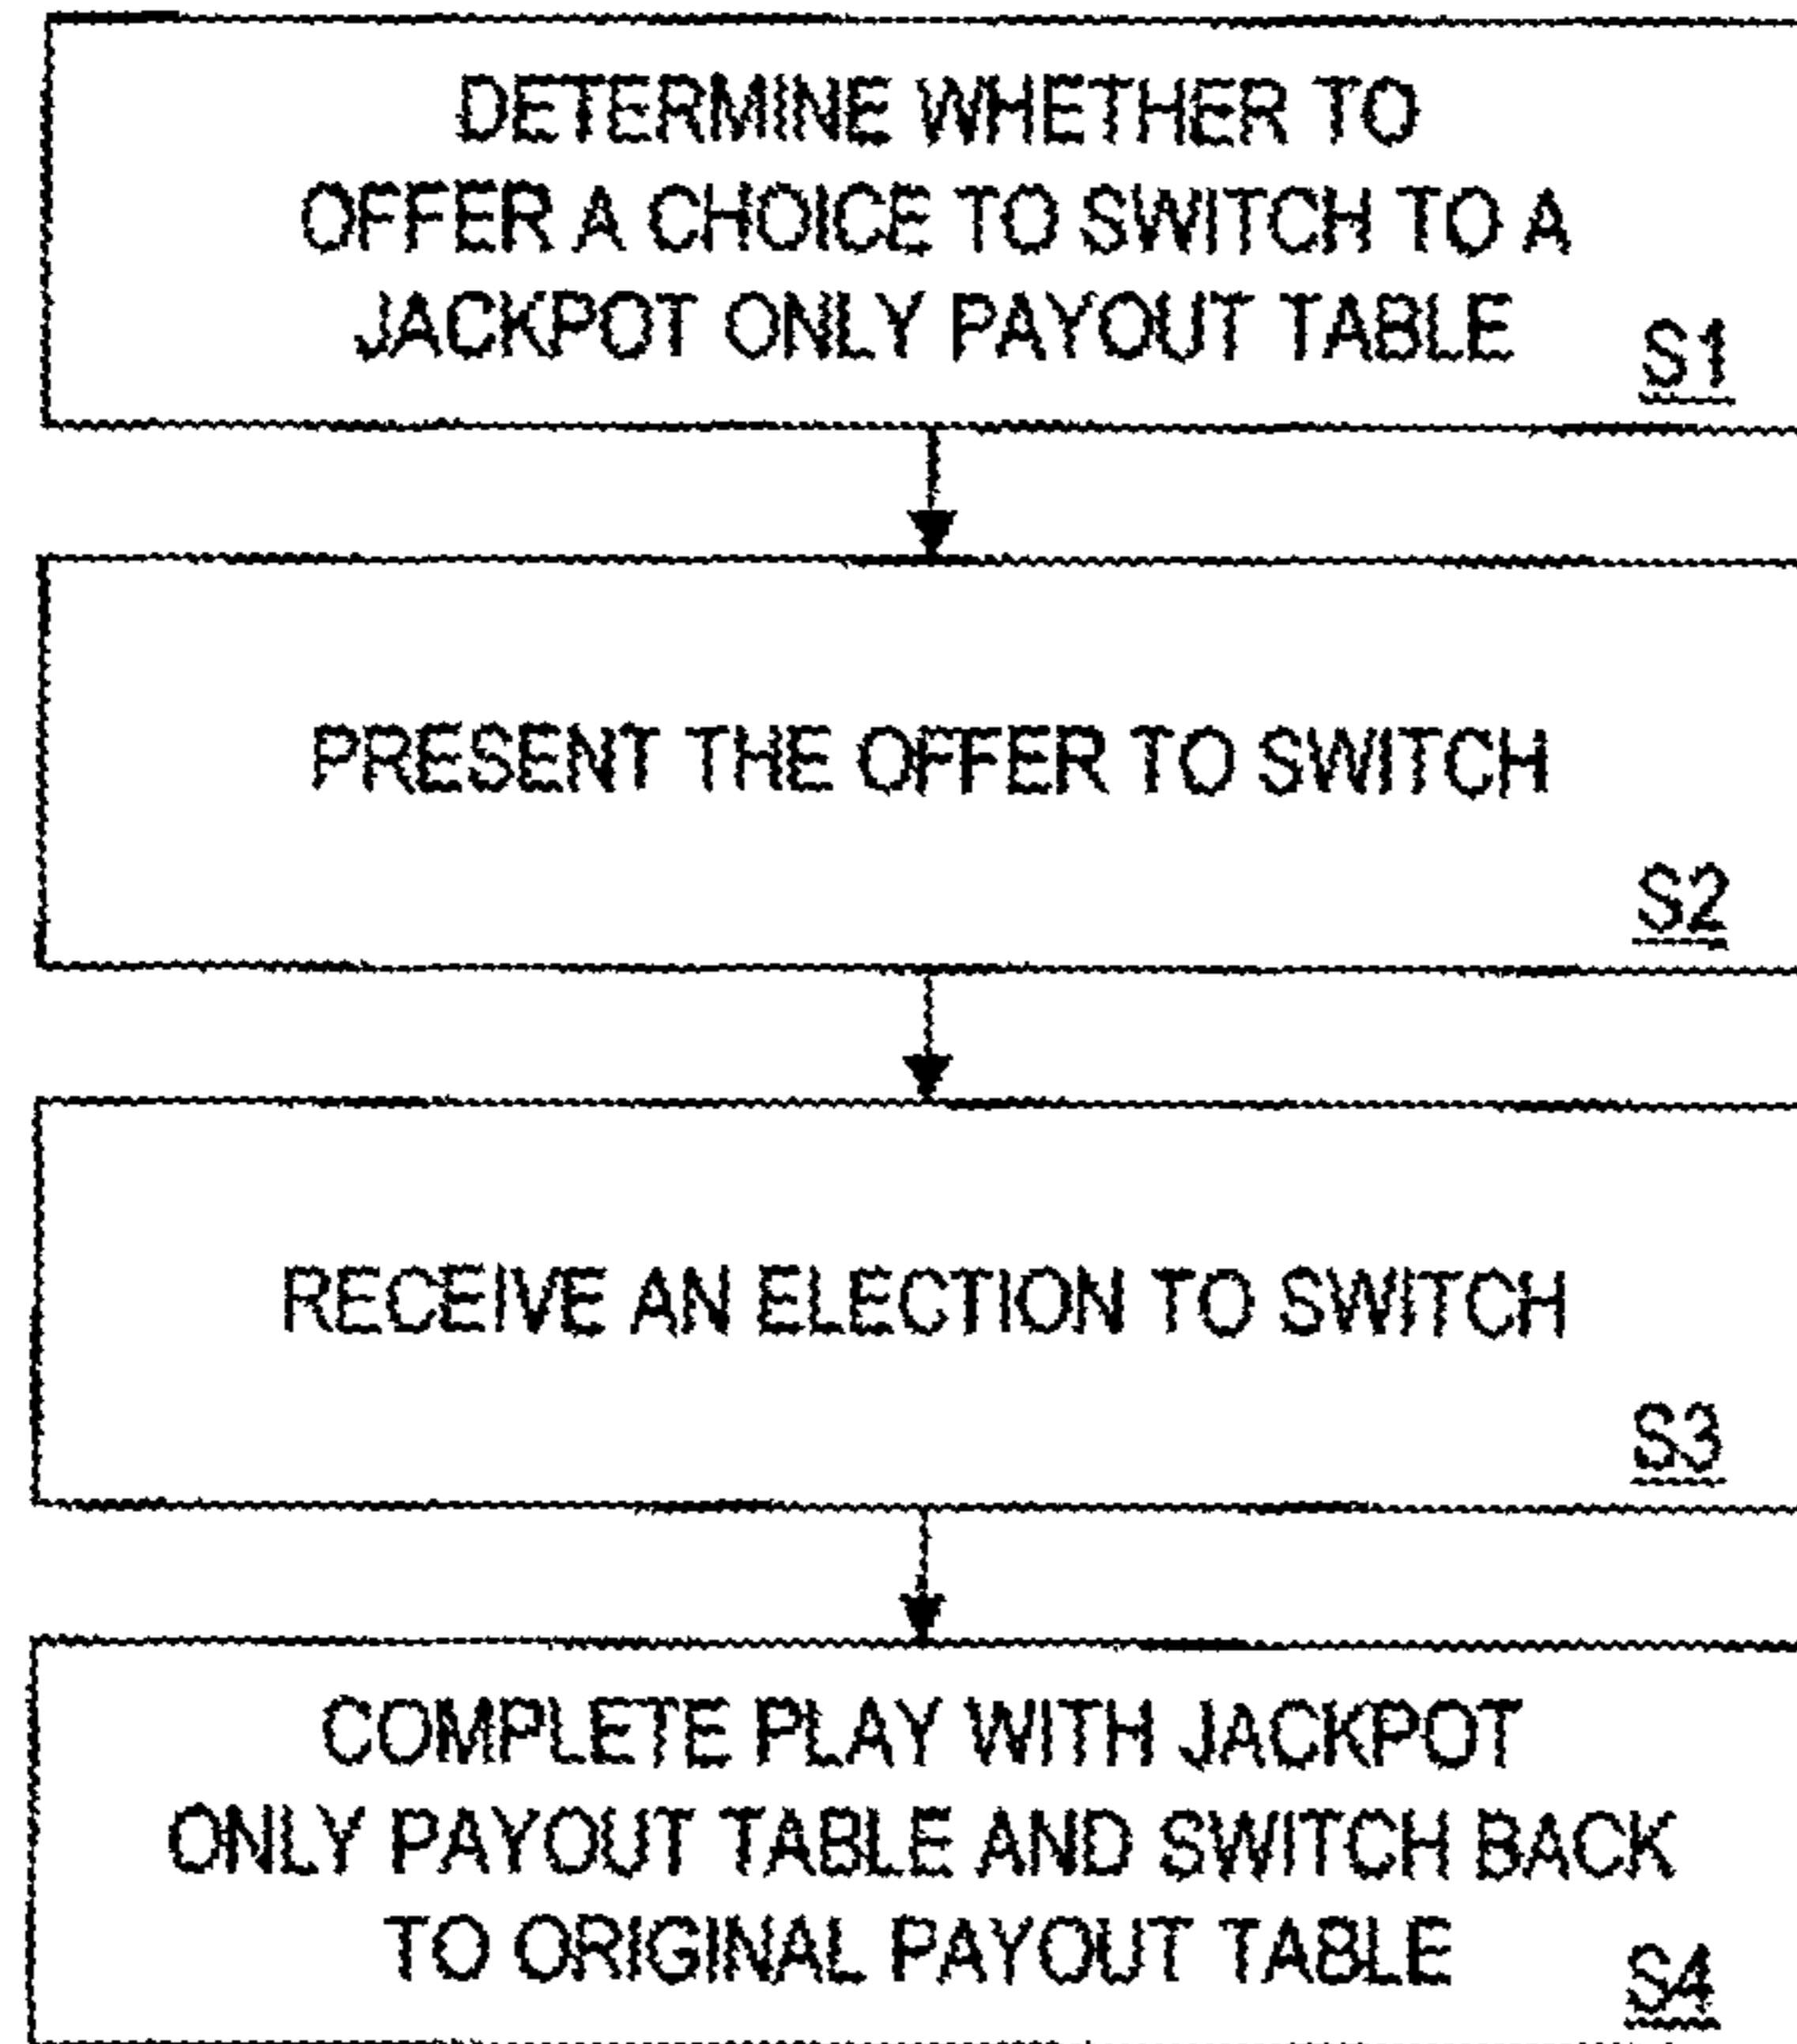 DETERMINE WHETHER TO
OFFER A CHOICE TO SWITCH TO A
JACKPOT ONLY PAYOUT TABLE
S1
PRESENT THE OFFER TO SWITCH
S2
RECEIVE AN ELECTION TO SWITCH
S3
COMPLETE PLAY WITH JACKPOT
ONLY PAYOUT TABLE AND SWITCH BACK
TO ORIGINAL PAYOUT TABLE
S4